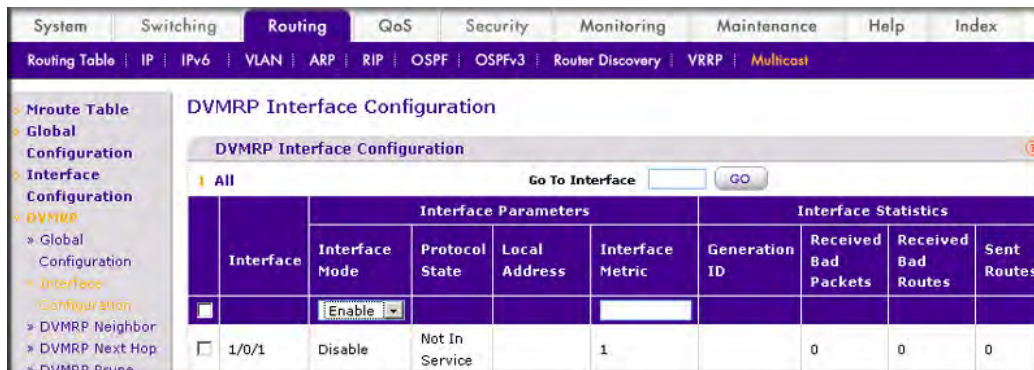 System Switching Routing QoS Security Monitoring Maintenance Help Index
Routing Table IP IPv6 VLAN ARP RIP OSPF OSPFv3 Router Discovery VRRP Multicast
Mroute Table
Global
Configuration
Interface
Configuration
DVMRP
» Global
Configuration
» Interface
Configuration
» DVMRP Neighbor
» DVMRP Next Hop
» DVMRP Prune
DVMRP Interface Configuration
DVMRP Interface Configuration
1 All Go To Interface GO
Interface Parameters Interface Statistics
Interface
Interface
Mode
Protocol
State
Local
Address
Interface
Metric
Generation
ID
Received
Bad
Packets
Received
Bad
Routes
Sent
Routes
Enable
1/0/1 Disable Not In
Service 1 0 0 0